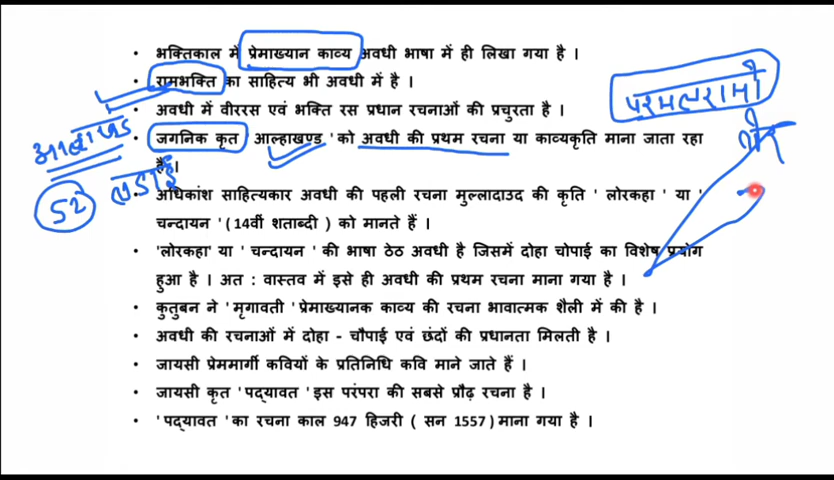 • भक्तिकाल में प्रेमाख्यान काव्य अवधी भाषा में ही लिखा गया है ।
• रामभक्ति का साहित्य भी अवधी में है ।
• अवधी में वीररस एवं भक्ति रस प्रधान रचनाओं की प्रचुरता है ।
• जगनिक कृत आल्हाखण्ड 'को अवधी की प्रथम रचना या काव्यकृति माना जाता रहा
है ।
• अधिकांश साहित्यकार अवधी की पहली रचना मुल्लादाउद की कृति ' लोरकहा ' या '
चन्दायन '(14वीं शताब्दी ) को मानते हैं ।
• 'लोरकहा' या ' चन्दायन ' की भाषा ठेठ अवधी है जिसमें दोहा चोपाई का विशेष प्रयोग
हुआ है । अत : वास्तव में इसे ही अवधी की प्रथम रचना माना गया है ।
• कुतुबन ने 'मृगावती 'प्रेमाख्यानक काव्य की रचना भावात्मक शैली में की है ।
• अवधी की रचनाओं में दोहा - चौपाई एवं छंदों की प्रधानता मिलती है ।
• जायसी प्रेममार्गी कवियों के प्रतिनिधि कवि माने जाते हैं ।
• जायसी कृत 'पद्‌यावत 'इस परंपरा की सबसे प्रौढ़ रचना है ।
• 'पद्‌यावत 'का रचना काल 947 हिजरी ( सन 1557 ) माना गया है ।
परमलरासो
52 लडाई